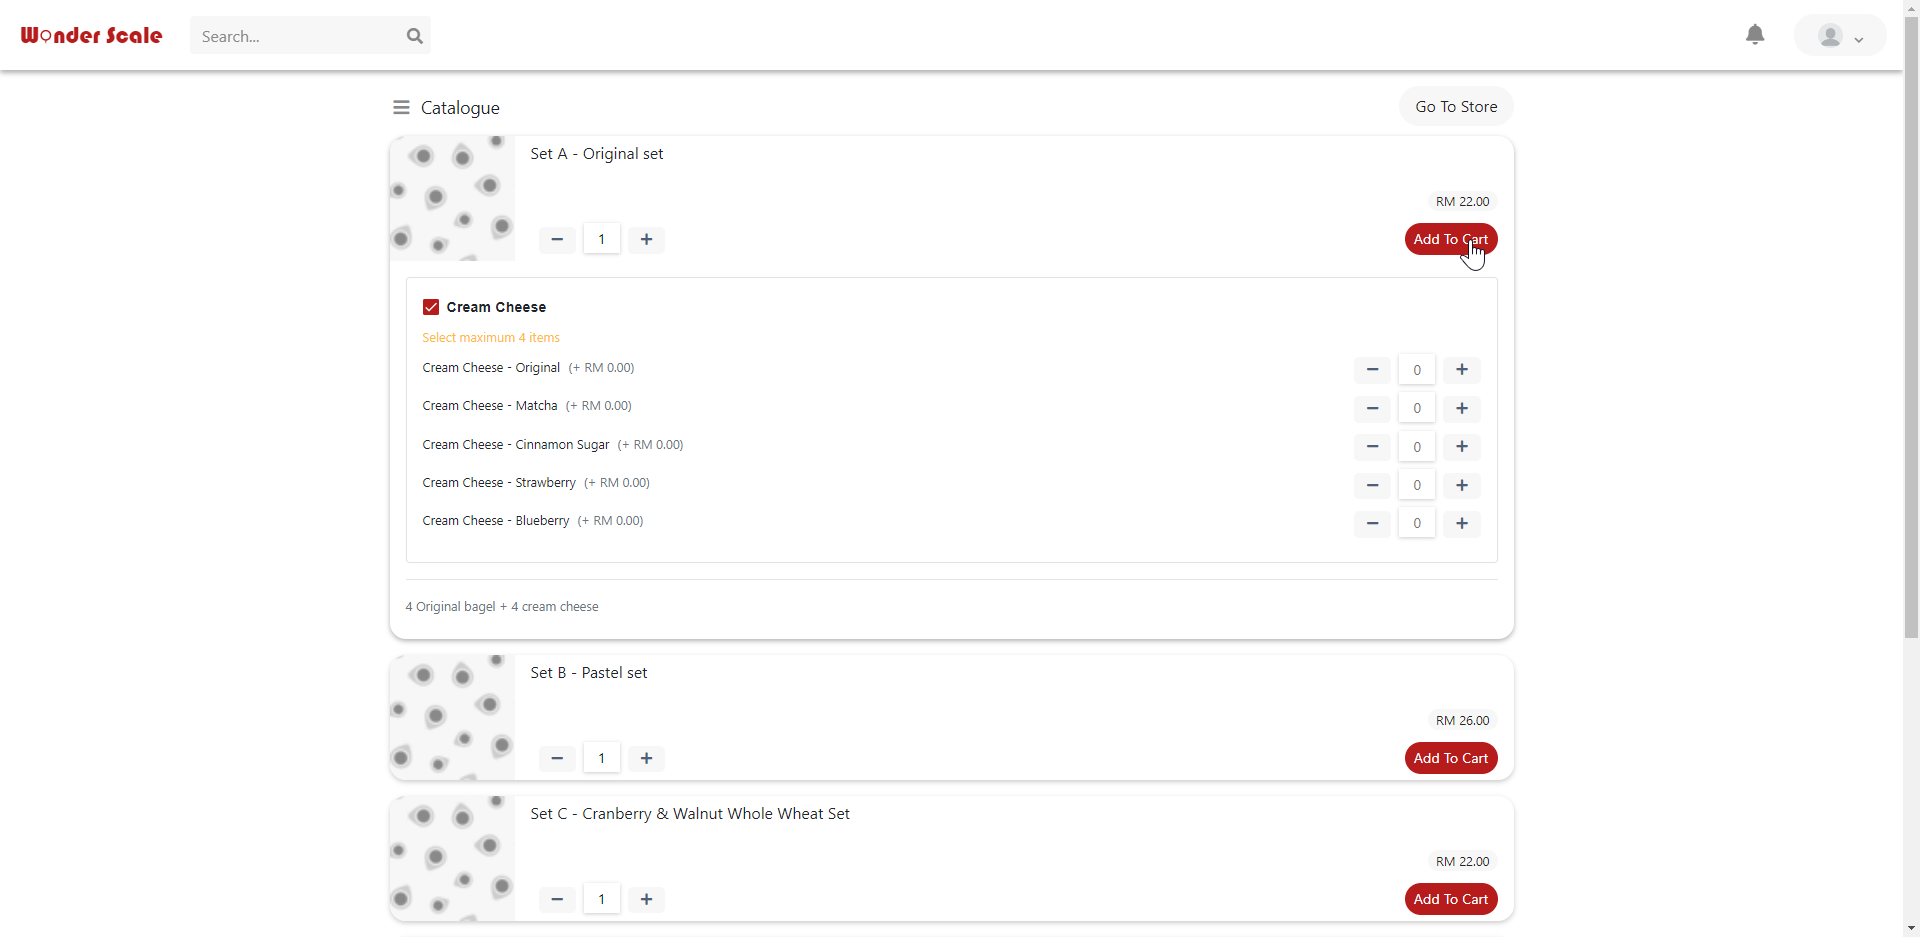 Wonder Scale
Search...
Catalogue
Go To Store
Set A - Original set
RM 22.00
1
Add To Cart
Cream Cheese
Select maximum 4 items
Cream Cheese - Original (+ RM 0.00)
0
Cream Cheese - Matcha (+ RM 0.00)
0
Cream Cheese - Cinnamon Sugar (+ RM 0.00)
0
Cream Cheese - Strawberry (+ RM 0.00)
0
Cream Cheese - Blueberry (+ RM 0.00)
0
4 Original bagel + 4 cream cheese
Set B - Pastel set
RM 26.00
1
Add To Cart
Set C - Cranberry & Walnut Whole Wheat Set
RM 22.00
1
Add To Cart